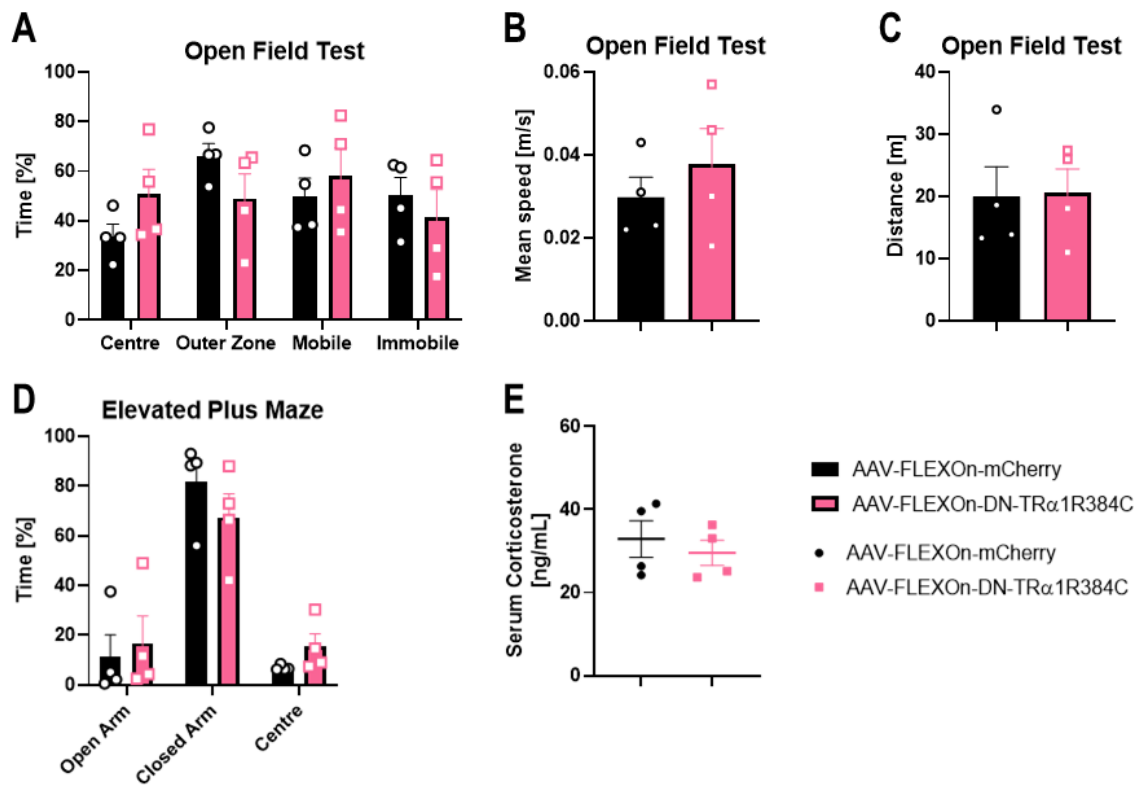 A
Open Field Test
Time [%]
100
80
60
40
20
0
Centre
Outer Zone
Mobile
Immobile
B
Open Field Test
Mean speed [m/s]
0.06
0.04
0.02
0.00
C
Open Field Test
Distance [m]
40
30
20
10
0
D
Elevated Plus Maze
Time [%]
100
80
60
40
20
0
Open Arm
Closed Arm
Centre
E
Serum Corticosterone
[ng/mL]
60
40
20
0
AAV-FLEXOn-mCherry
AAV-FLEXOn-DN-TRα1R384C
AAV-FLEXOn-mCherry
AAV-FLEXOn-DN-TRα1R384C